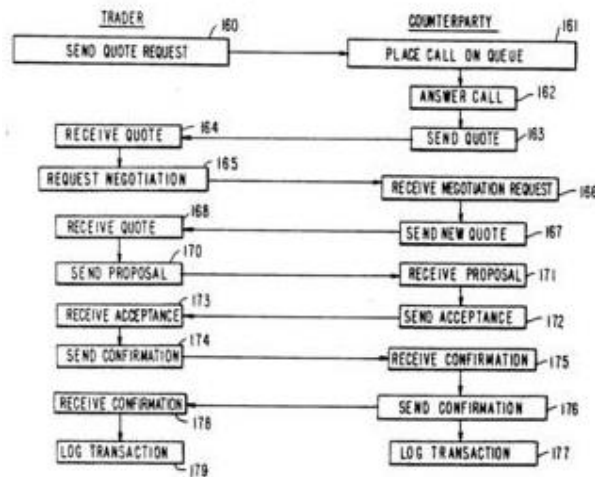 TRADER COUNTERPARTY
160 161
SEND QUOTE REQUEST PLACE CALL ON QUEUE
162
ANSWER CALL
164
RECEIVE QUOTE SEND QUOTE 163
165
REQUEST NEGOTIATION RECEIVE NEGOTIATION REQUEST 166
168
RECEIVE QUOTE SEND NEW QUOTE 167
170
SEND PROPOSAL RECEIVE PROPOSAL 171
173
RECEIVE ACCEPTANCE SEND ACCEPTANCE 172
174
SEND CONFIRMATION RECEIVE CONFIRMATION 175
RECEIVE CONFIRMATION SEND CONFIRMATION 176
178
LOG TRANSACTION LOG TRANSACTION 177
179